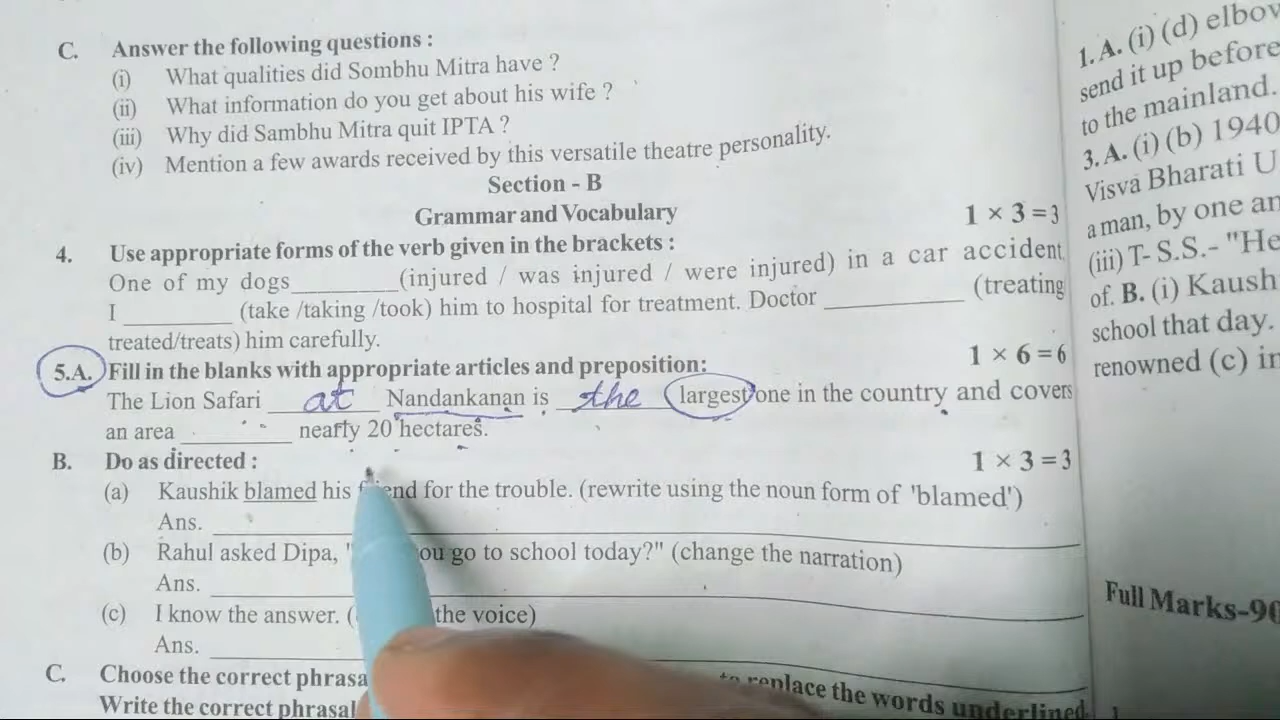 C. Answer the following questions :
(i) What qualities did Sombhu Mitra have ?
(ii) What information do you get about his wife ?
(iii) Why did Sambhu Mitra quit IPTA ?
(iv) Mention a few awards received by this versatile theatre personality.
Section - B
Grammar and Vocabulary 1 × 3 = 3
4. Use appropriate forms of the verb given in the brackets :
One of my dogs________(injured / was injured / were injured) in a car accident
I ________ (take /taking /took) him to hospital for treatment. Doctor ________ (treating
treated/treats) him carefully.
5.A. Fill in the blanks with appropriate articles and preposition: 1 × 6 = 6
The Lion Safari at Nandankanan is the largest one in the country and covers
an area ________ nearly 20 hectares.
B. Do as directed : 1 × 3 = 3
(a) Kaushik blamed his for the trouble. (rewrite using the noun form of 'blamed')
Ans.
(b) Rahul asked Dipa, " go to school today?" (change the narration)
Ans.
(c) I know the answer. ( the voice)
Ans.
C. Choose the correct replace the words underlined
Write the correct
1. A. (i) (d)
send it up before
to the mainland.
3. A. (i) (b) 1940
Visva Bharati U
a man, by one
(iii) T- S.S.- "He
of. B. (i) Kaush
school that day.
renowned (c)
Full Marks-90